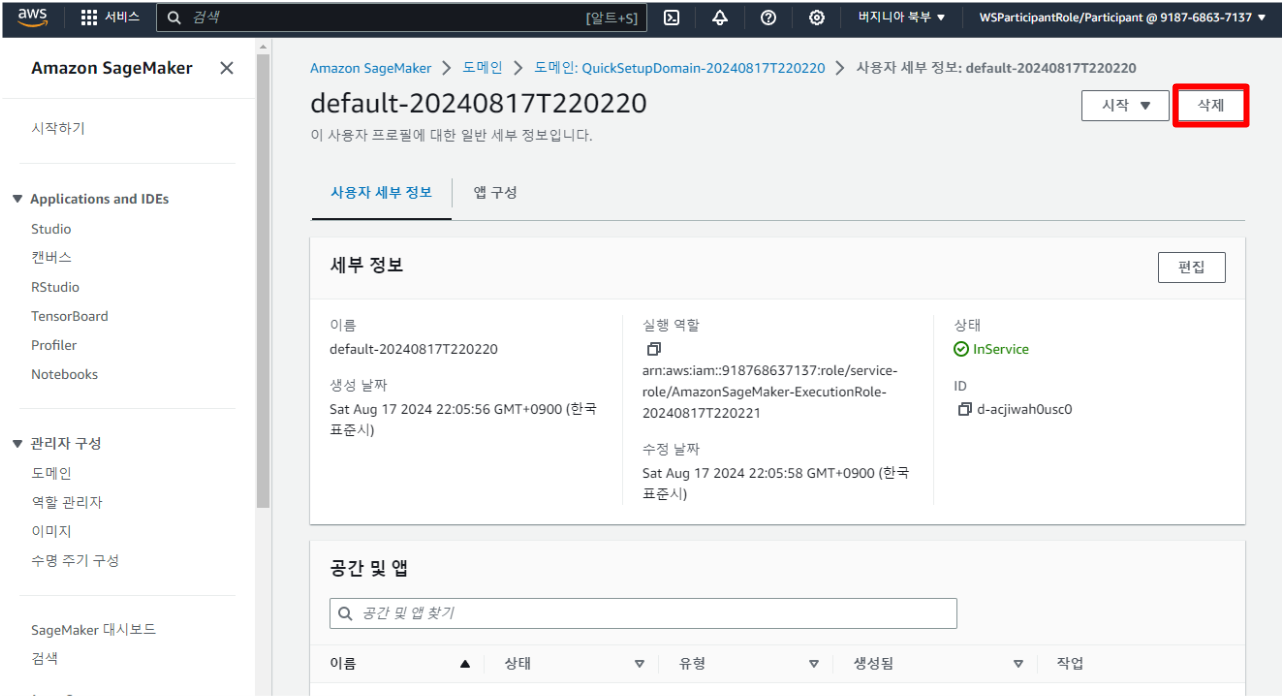 aws 서비스 검색 [알트+S] 버지니아 북부 ▼ WSParticipantRole/Participant @ 9187-6863-7137 ▼
Amazon SageMaker
시작하기
▼ Applications and IDEs
Studio
캔버스
RStudio
TensorBoard
Profiler
Notebooks
▼ 관리자 구성
도메인
역할 관리자
이미지
수명 주기 구성
SageMaker 대시보드
검색
Amazon SageMaker > 도메인 > 도메인: QuickSetupDomain-20240817T220220 > 사용자 세부 정보: default-20240817T220220
default-20240817T220220
시작 ▼ 삭제
이 사용자 프로필에 대한 일반 세부 정보입니다.
사용자 세부 정보 앱 구성
세부 정보
편집
이름
default-20240817T220220
생성 날짜
Sat Aug 17 2024 22:05:56 GMT+0900 (한국
표준시)
실행 역할
arn:aws:iam::918768637137:role/service-
role/AmazonSageMaker-ExecutionRole-
20240817T220221
수정 날짜
Sat Aug 17 2024 22:05:58 GMT+0900 (한국
표준시)
상태
InService
ID
d-acjiwah0usc0
공간 및 앱
공간 및 앱 찾기
이름 상태 유형 생성됨 작업